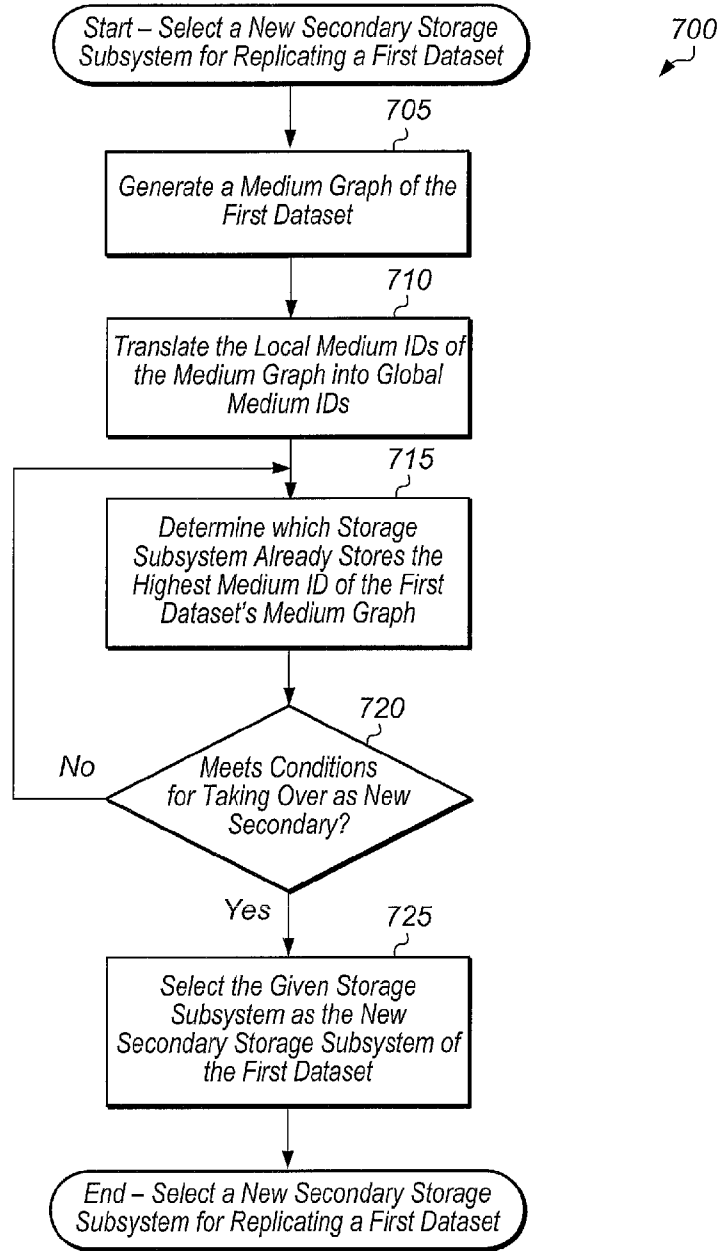 Start – Select a New Secondary Storage
Subsystem for Replicating a First Dataset
700
705
Generate a Medium Graph of the
First Dataset
710
Translate the Local Medium IDs of
the Medium Graph into Global
Medium IDs
715
Determine which Storage
Subsystem Already Stores the
Highest Medium ID of the First
Dataset's Medium Graph
720
Meets Conditions
for Taking Over as New
Secondary?
No
Yes
725
Select the Given Storage
Subsystem as the New
Secondary Storage Subsystem of
the First Dataset
End – Select a New Secondary Storage
Subsystem for Replicating a First Dataset